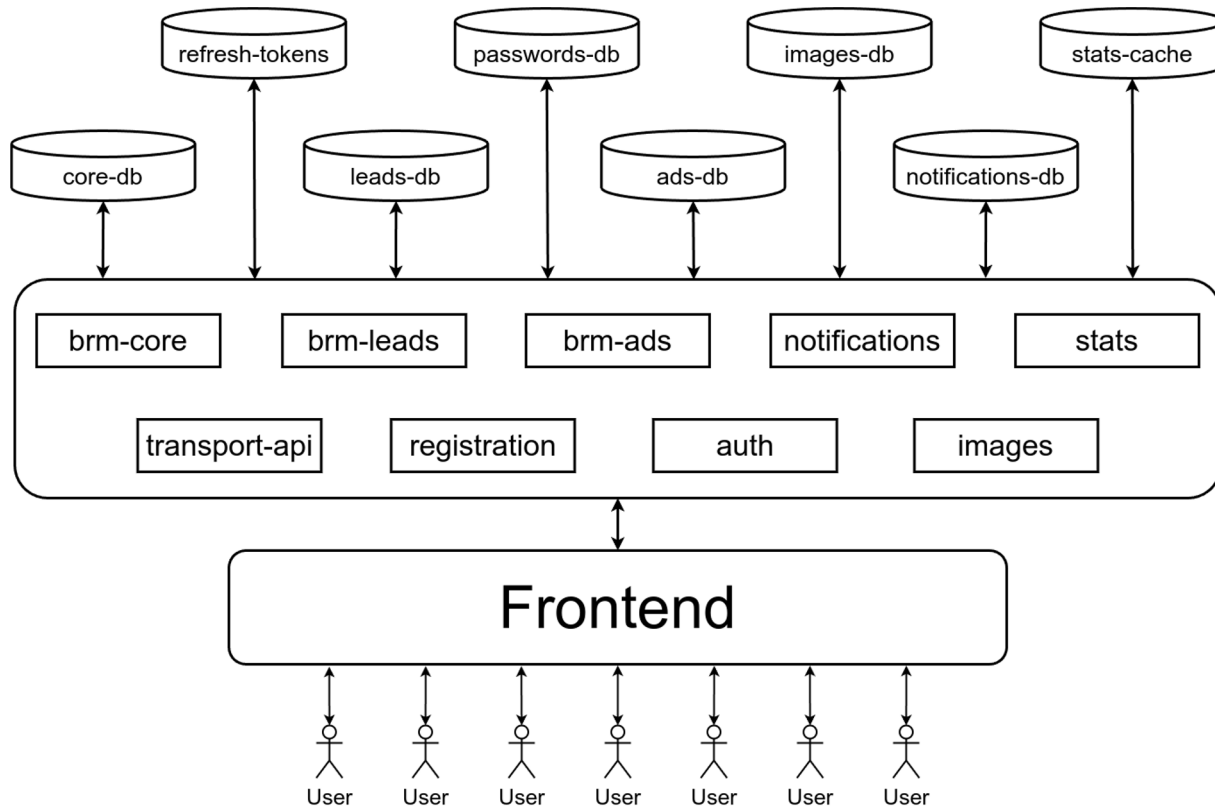 refresh-tokens
passwords-db
images-db
stats-cache
core-db
leads-db
ads-db
notifications-db
brm-core
brm-leads
brm-ads
notifications
stats
transport-api
registration
auth
images
Frontend
User
User
User
User
User
User
User